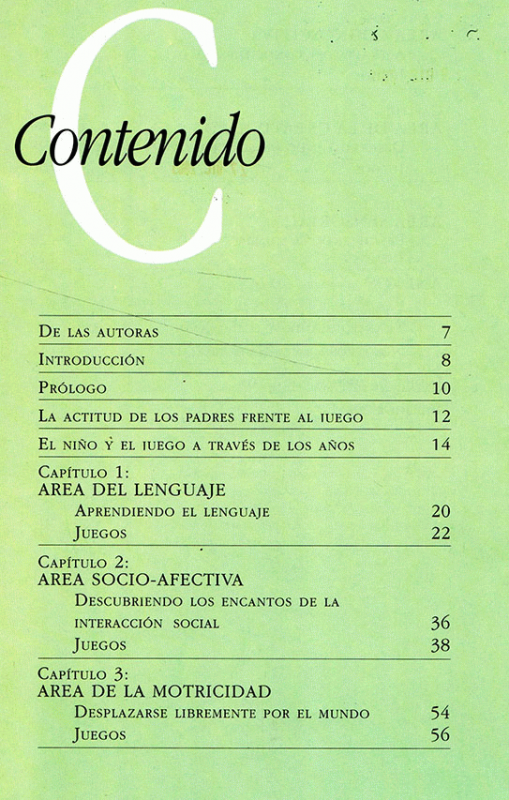 Contenido
De las autoras 7
Introducción 8
Prólogo 10
La actitud de los padres frente al juego 12
El niño y el juego a través de los años 14
Capítulo 1:
AREA DEL LENGUAJE
Aprendiendo el lenguaje 20
Juegos 22
Capítulo 2:
AREA SOCIO-AFECTIVA
Descubriendo los encantos de la
interacción social 36
Juegos 38
Capítulo 3:
AREA DE LA MOTRICIDAD
Desplazarse libremente por el mundo 54
Juegos 56